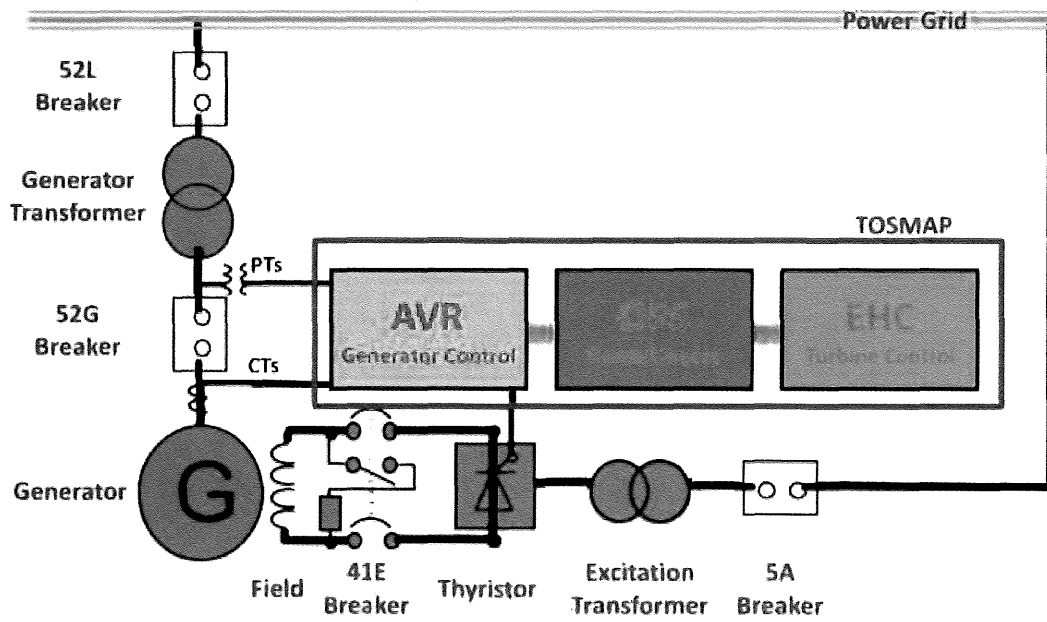 Power Grid
52L
Breaker
Generator
Transformer
TOSMAP
PTs
AVR
Generator Control
EHC
Turbine Control
52G
Breaker
CTs
Generator
G
Field
41E
Breaker
Thyristor
Excitation
Transformer
5A
Breaker